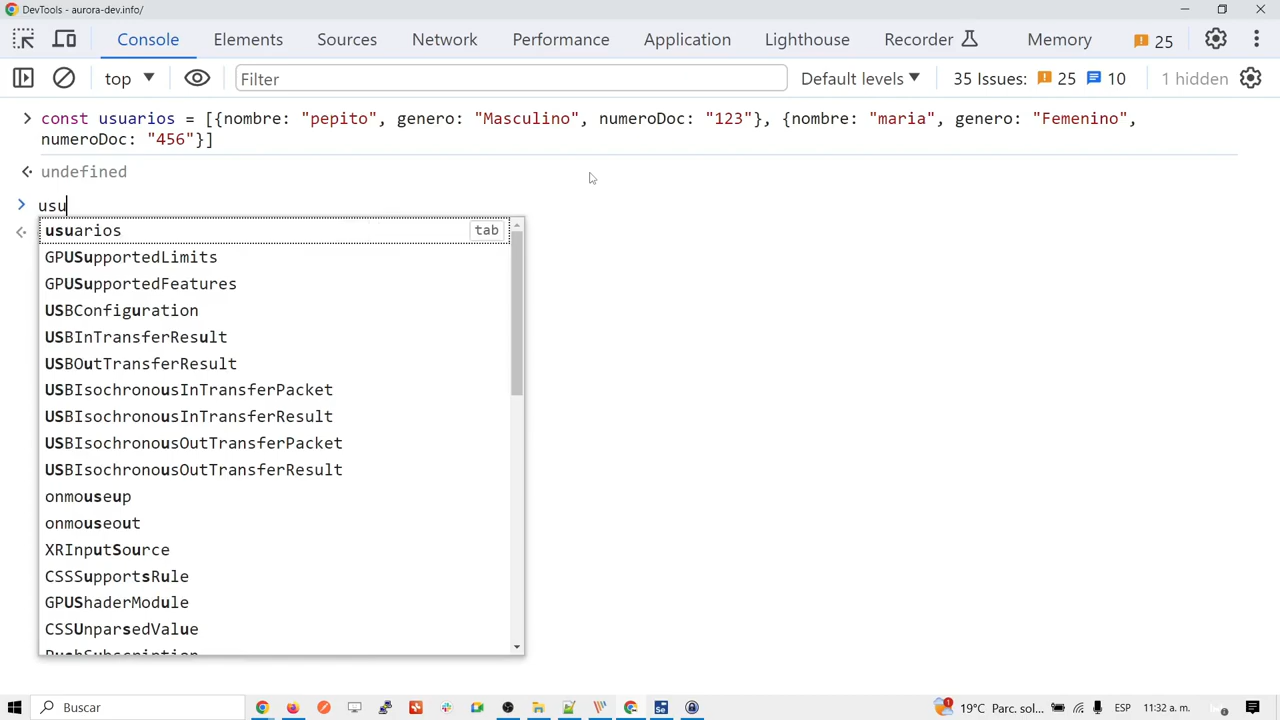 DevTools - aurora-dev.info/
Console Elements Sources Network Performance Application Lighthouse Recorder Memory 25
top Filter Default levels 35 Issues: 25 10 1 hidden
const usuarios = [{nombre: "pepito", genero: "Masculino", numeroDoc: "123"}, {nombre: "maria", genero: "Femenino",
numeroDoc: "456"}]
undefined
usu
usuarios tab
GPUSupportedLimits
GPUSupportedFeatures
USBConfiguration
USBInTransferResult
USBOutTransferResult
USBIsochronousInTransferPacket
USBIsochronousInTransferResult
USBIsochronousOutTransferPacket
USBIsochronousOutTransferResult
onmouseup
onmouseout
XRInputSource
CSSSupportsRule
GPUShaderModule
CSSUnparsedValue
PushSubscription
Buscar 19°C Parc. sol... ESP 11:32 a. m.